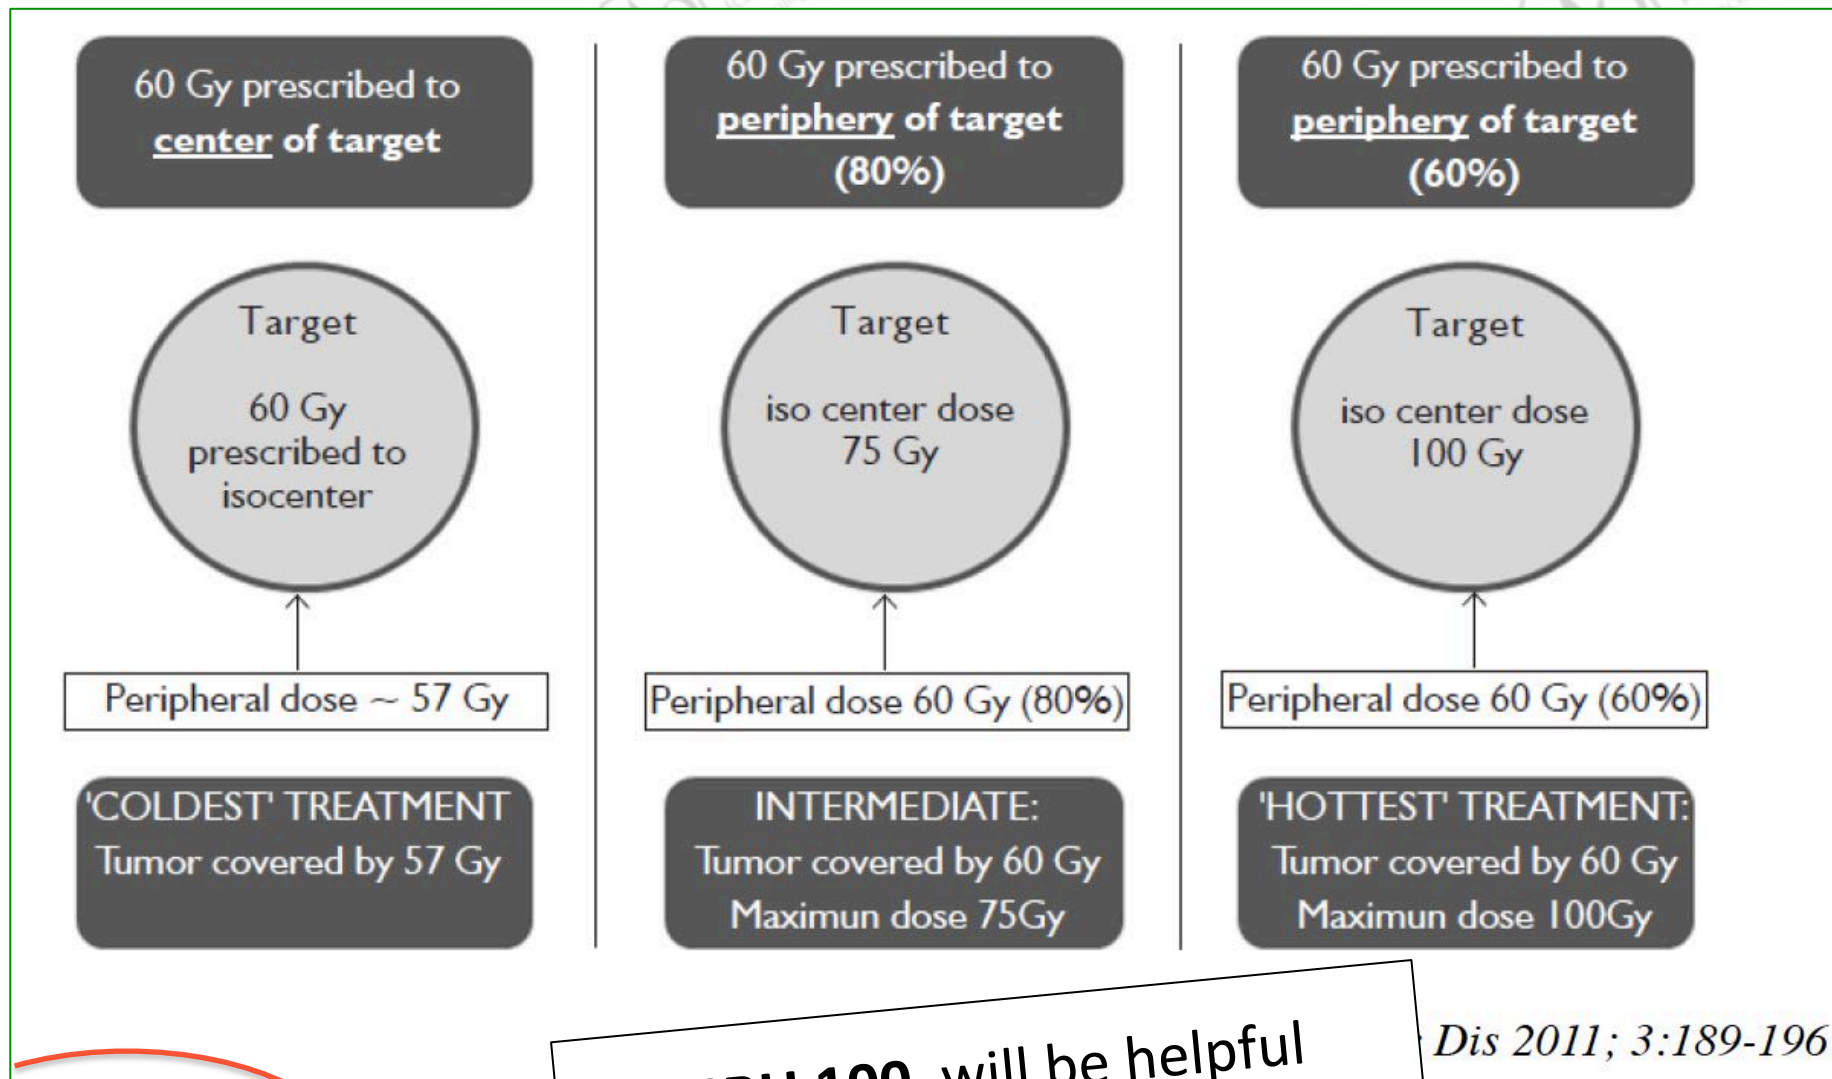 60 Gy prescribed to
center of target
60 Gy prescribed to
periphery of target
(80%)
60 Gy prescribed to
periphery of target
(60%)
Target
60 Gy
prescribed to
isocenter
Target
iso center dose
75 Gy
Target
iso center dose
100 Gy
Peripheral dose ~ 57 Gy
Peripheral dose 60 Gy (80%)
Peripheral dose 60 Gy (60%)
'COLDEST' TREATMENT
Tumor covered by 57 Gy
INTERMEDIATE:
Tumor covered by 60 Gy
Maximun dose 75Gy
'HOTTEST' TREATMENT:
Tumor covered by 60 Gy
Maximun dose 100Gy
Dis 2011; 3:189-196
100 will be helpful